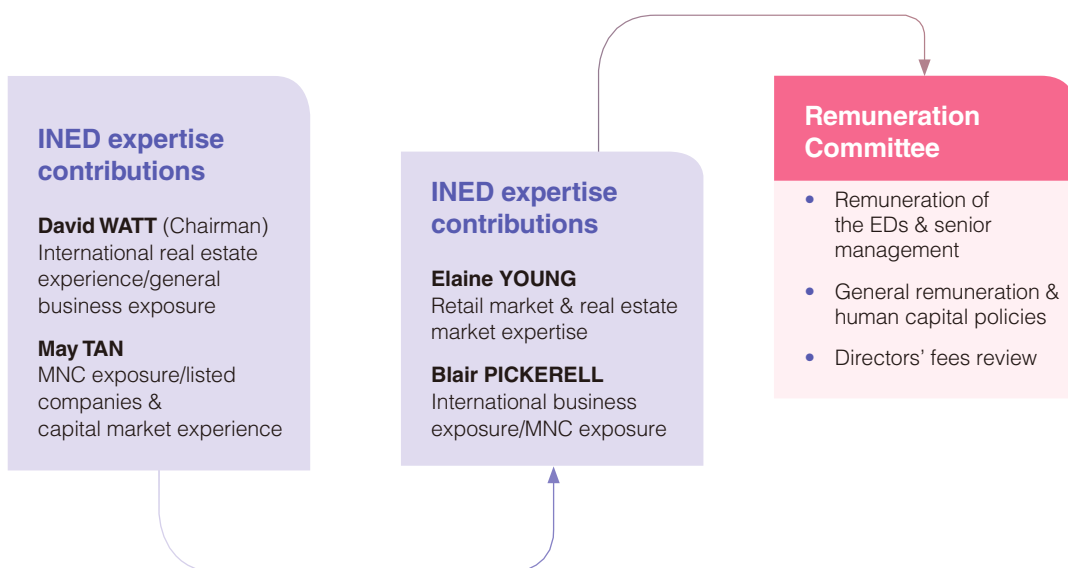 INED expertise
contributions
David WATT (Chairman)
International real estate
experience/general
business exposure
May TAN
MNC exposure/listed
companies &
capital market experience
INED expertise
contributions
Elaine YOUNG
Retail market & real estate
market expertise
Blair PICKERELL
International business
exposure/MNC exposure
Remuneration
Committee
• Remuneration of
the EDs & senior
management
• General remuneration &
human capital policies
• Directors’ fees review